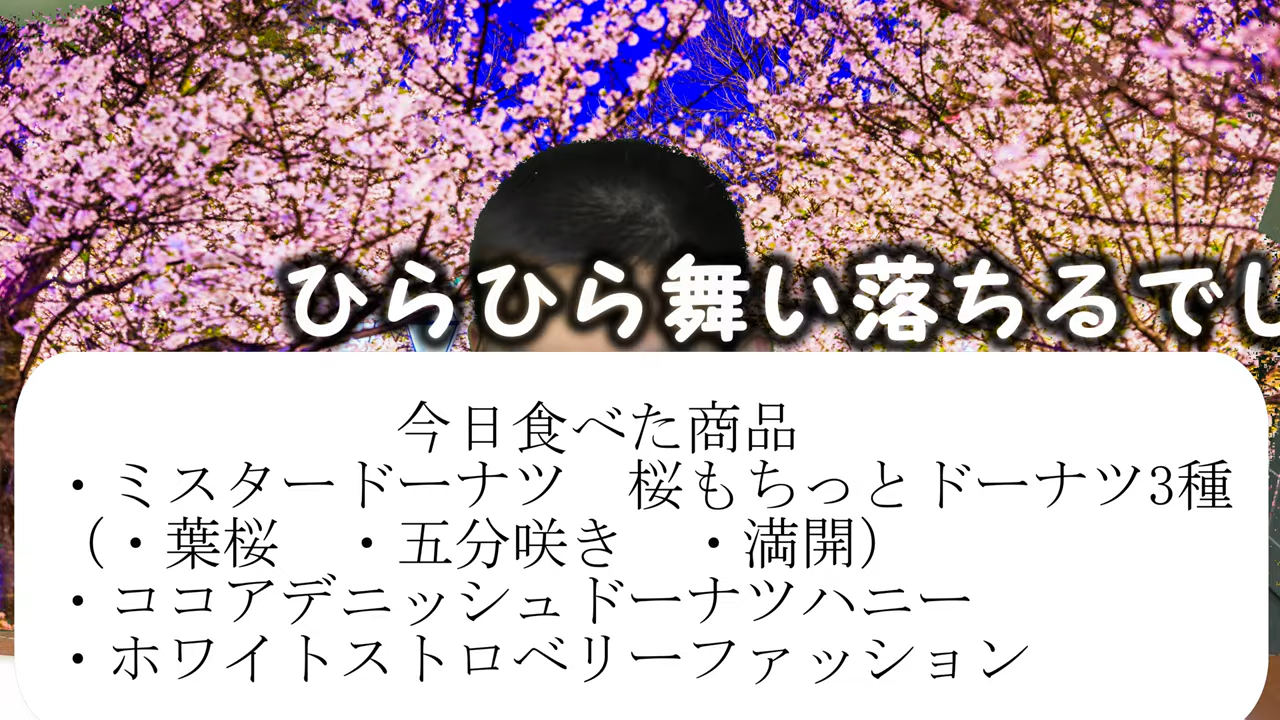 ひらひら舞い落ちるでし
今日食べた商品
・ミスタードーナツ　桜もちっとドーナツ3種
（・葉桜　・五分咲き　・満開）
・ココアデニッシュドーナツハニー
・ホワイトストロベリーファッション